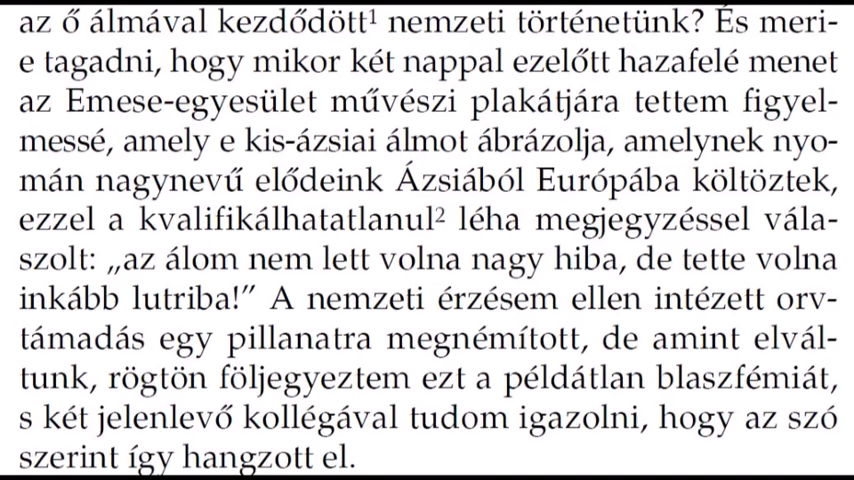 az ő álmával kezdődött¹ nemzeti történetünk? És meri-
e tagadni, hogy mikor két nappal ezelőtt hazafelé menet
az Emese-egyesület művészi plakátjára tettem figyel-
messé, amely e kis-ázsiai álmot ábrázolja, amelynek nyo-
mán nagynevű elődeink Ázsiából Európába költöztek,
ezzel a kvalifikálhatatlanul² léha megjegyzéssel vála-
szolt: „az álom nem lett volna nagy hiba, de tette volna
inkább lutriba!” A nemzeti érzésem ellen intézett orv-
támadás egy pillanatra megnémított, de amint elvál-
tunk, rögtön följegyeztem ezt a példátlan blaszfémiát,
s két jelenlevő kollégával tudom igazolni, hogy az szó
szerint így hangzott el.